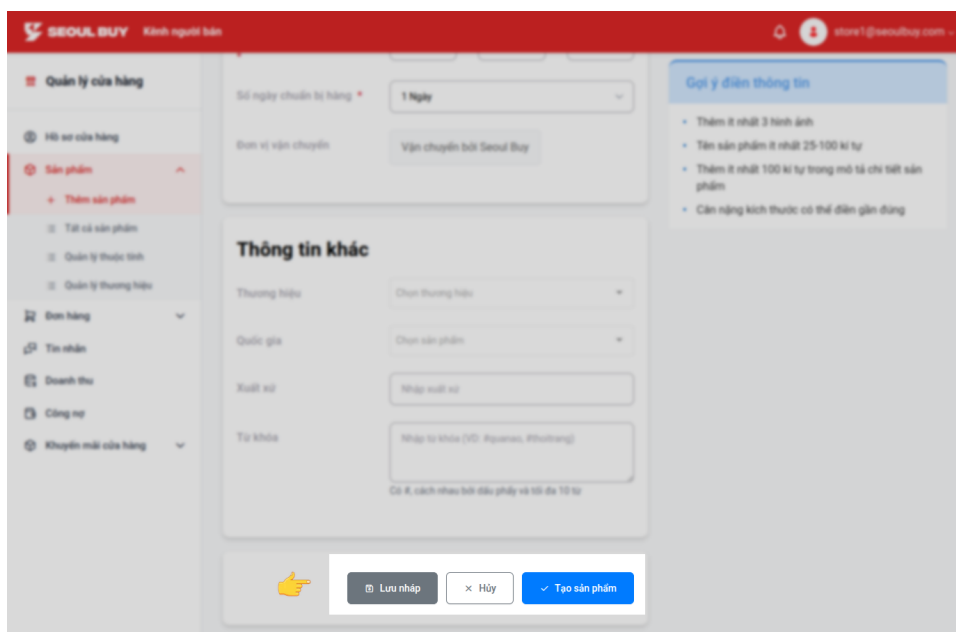 SEOUL BUY Kênh người bán
store1@seoulbuy.com
Quản lý cửa hàng
Hồ sơ cửa hàng
Sản phẩm
+ Thêm sản phẩm
Tất cả sản phẩm
Quản lý thuộc tính
Quản lý thương hiệu
Đơn hàng
Tin nhắn
Doanh thu
Công nợ
Khuyến mãi cửa hàng
Số ngày chuẩn bị hàng *
1 Ngày
Đơn vị vận chuyển
Vận chuyển bởi Seoul Buy
Thông tin khác
Thương hiệu
Chọn thương hiệu
Quốc gia
Chọn sản phẩm
Xuất xứ
Nhập xuất xứ
Từ khóa
Nhập từ khóa (VD: #quanao, #thoitrang)
Có #, cách nhau bởi dấu phẩy và tối đa 10 từ
Lưu nháp
Hủy
Tạo sản phẩm
Gợi ý điền thông tin
• Thêm ít nhất 3 hình ảnh
• Tên sản phẩm ít nhất 25-100 kí tự
• Thêm ít nhất 100 kí tự trong mô tả chi tiết sản
phẩm
• Cân nặng kích thước có thể điền gần đúng